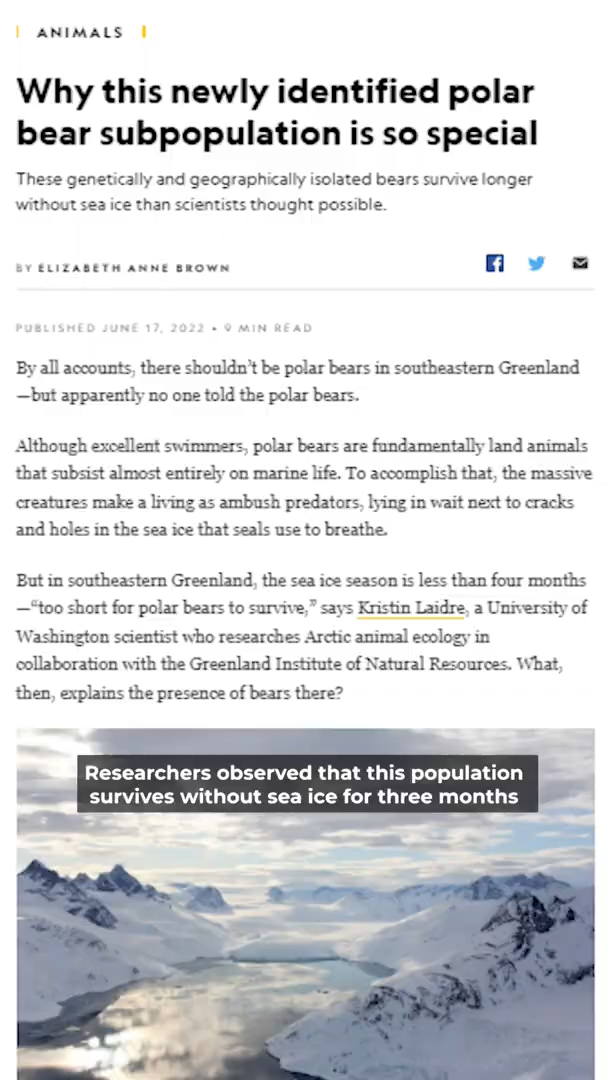 ANIMALS
Why this newly identified polar
bear subpopulation is so special
These genetically and geographically isolated bears survive longer
without sea ice than scientists thought possible.
BY ELIZABETH ANNE BROWN
PUBLISHED JUNE 17, 2022 • 9 MIN READ
By all accounts, there shouldn't be polar bears in southeastern Greenland
—but apparently no one told the polar bears.
Although excellent swimmers, polar bears are fundamentally land animals
that subsist almost entirely on marine life. To accomplish that, the massive
creatures make a living as ambush predators, lying in wait next to cracks
and holes in the sea ice that seals use to breathe.
But in southeastern Greenland, the sea ice season is less than four months
—“too short for polar bears to survive,” says Kristin Laidre, a University of
Washington scientist who researches Arctic animal ecology in
collaboration with the Greenland Institute of Natural Resources. What,
then, explains the presence of bears there?
Researchers observed that this population
survives without sea ice for three months